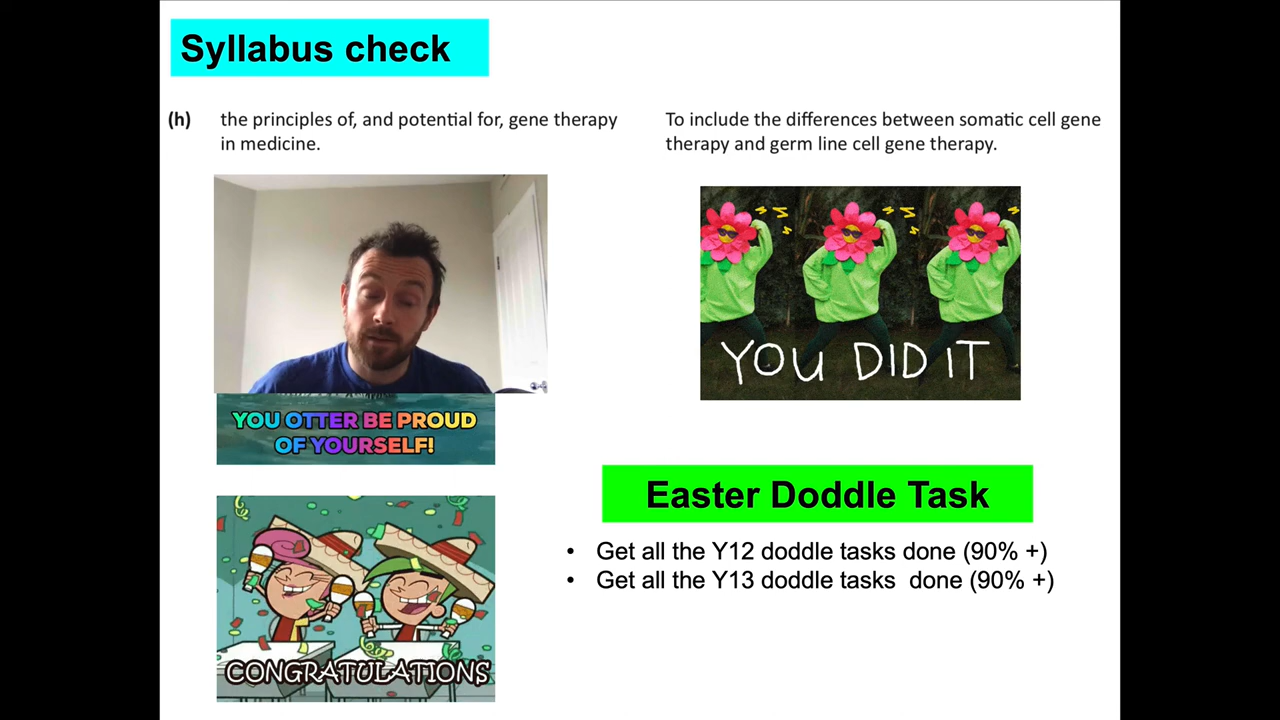 Syllabus check
(h) the principles of, and potential for, gene therapy
in medicine.
To include the differences between somatic cell gene
therapy and germ line cell gene therapy.
YOU DID IT
YOU OTTER BE PROUD
OF YOURSELF!
CONGRATULATIONS
Easter Doddle Task
• Get all the Y12 doddle tasks done (90% +)
• Get all the Y13 doddle tasks  done (90% +)